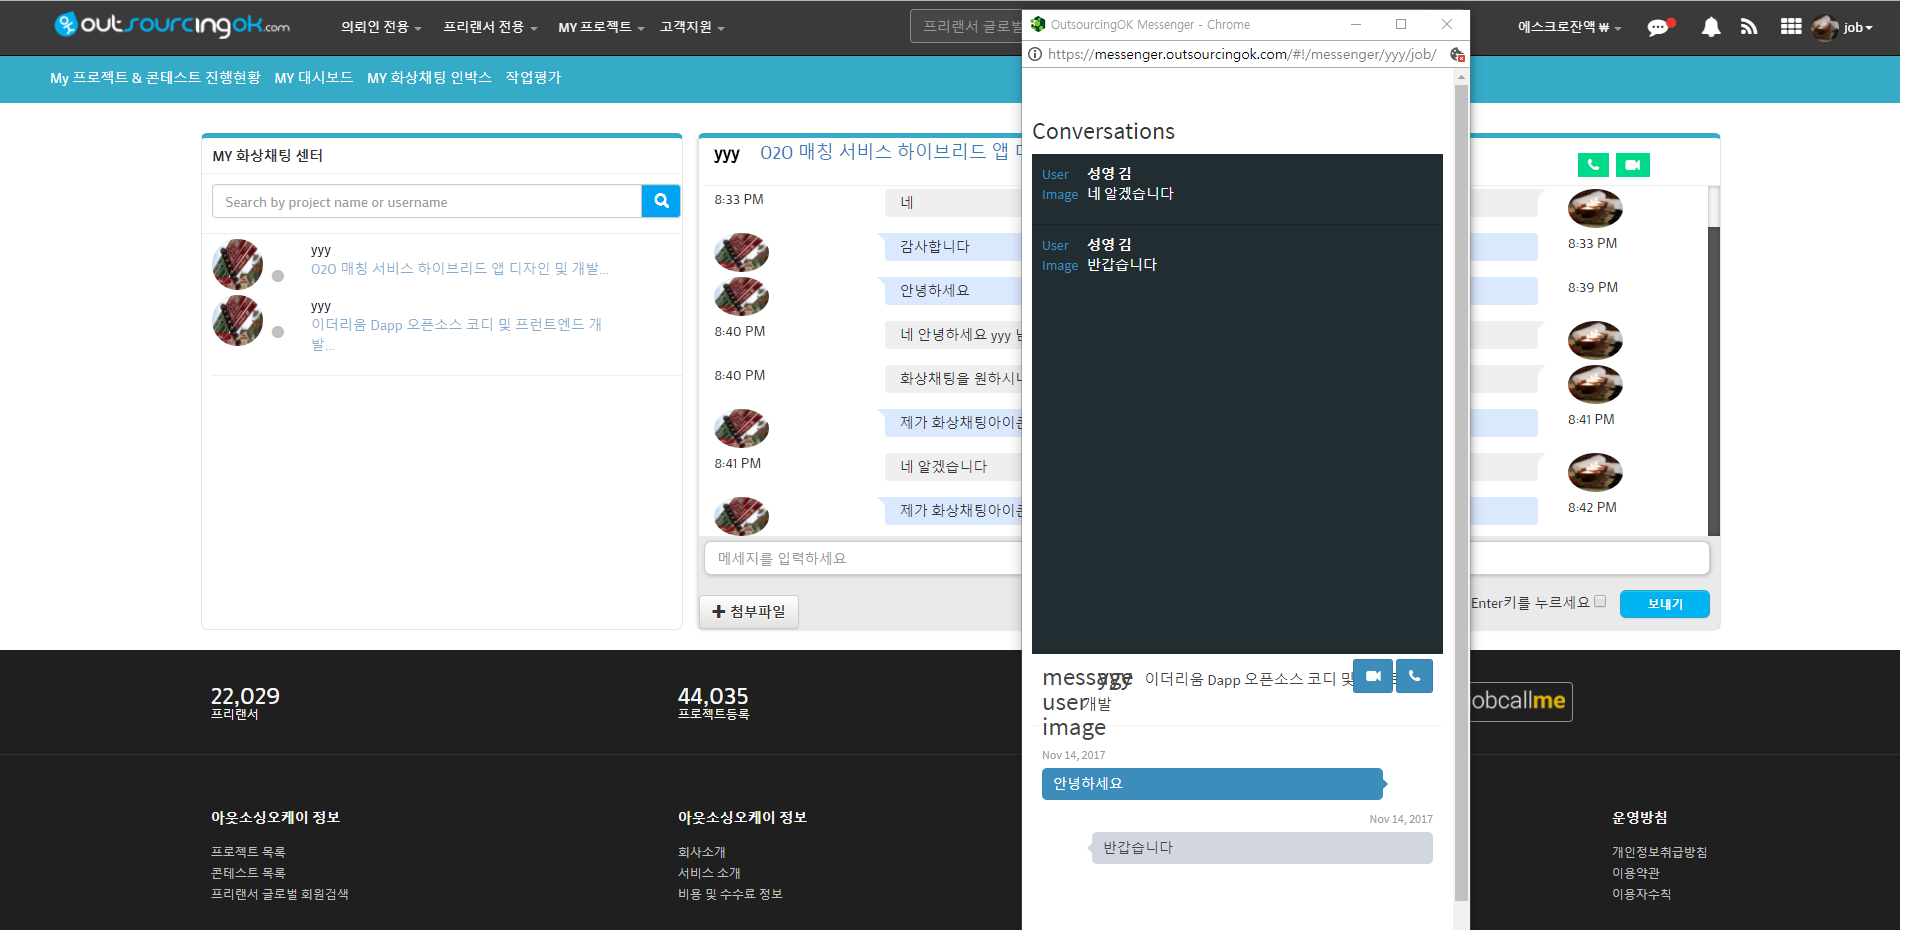 outsourcingok.com
의뢰인 전용
프리랜서 전용
MY 프로젝트
고객지원
프리랜서 글로벌
에스크로잔액 ₩
job
My 프로젝트 & 콘테스트 진행현황
MY 대시보드
MY 화상채팅 인박스
작업평가
MY 화상채팅 센터
Search by project name or username
yyy
O2O 매칭 서비스 하이브리드 앱 디자인 및 개발...
yyy
이더리움 Dapp 오픈소스 코디 및 프런트엔드 개
발...
yyy
O2O 매칭 서비스 하이브리드 앱
8:33 PM
네
감사합니다
8:33 PM
안녕하세요
8:39 PM
8:40 PM
네 안녕하세요 yyy
8:40 PM
화상채팅을
제가 화상채팅아이콘
8:41 PM
8:41 PM
네 알겠습니다
제가 화상채팅아이콘
8:42 PM
메세지를 입력하세요
첨부파일
Enter키를 누르세요
보내기
OutsourcingOK Messenger - Chrome
https://messenger.outsourcingok.com/#!/messenger/yyy/job/
Conversations
User
Image
성영 김
네 알겠습니다
User
Image
성영 김
반갑습니다
message
user
image
yyy
이더리움 Dapp 오픈소스 코디 및
개발
Nov 14, 2017
안녕하세요
Nov 14, 2017
반갑습니다
22,029
프리랜서
44,035
프로젝트등록
obcallme
아웃소싱오케이 정보
프로젝트 목록
콘테스트 목록
프리랜서 글로벌 회원검색
아웃소싱오케이 정보
회사소개
서비스 소개
비용 및 수수료 정보
운영방침
개인정보취급방침
이용약관
이용자수칙